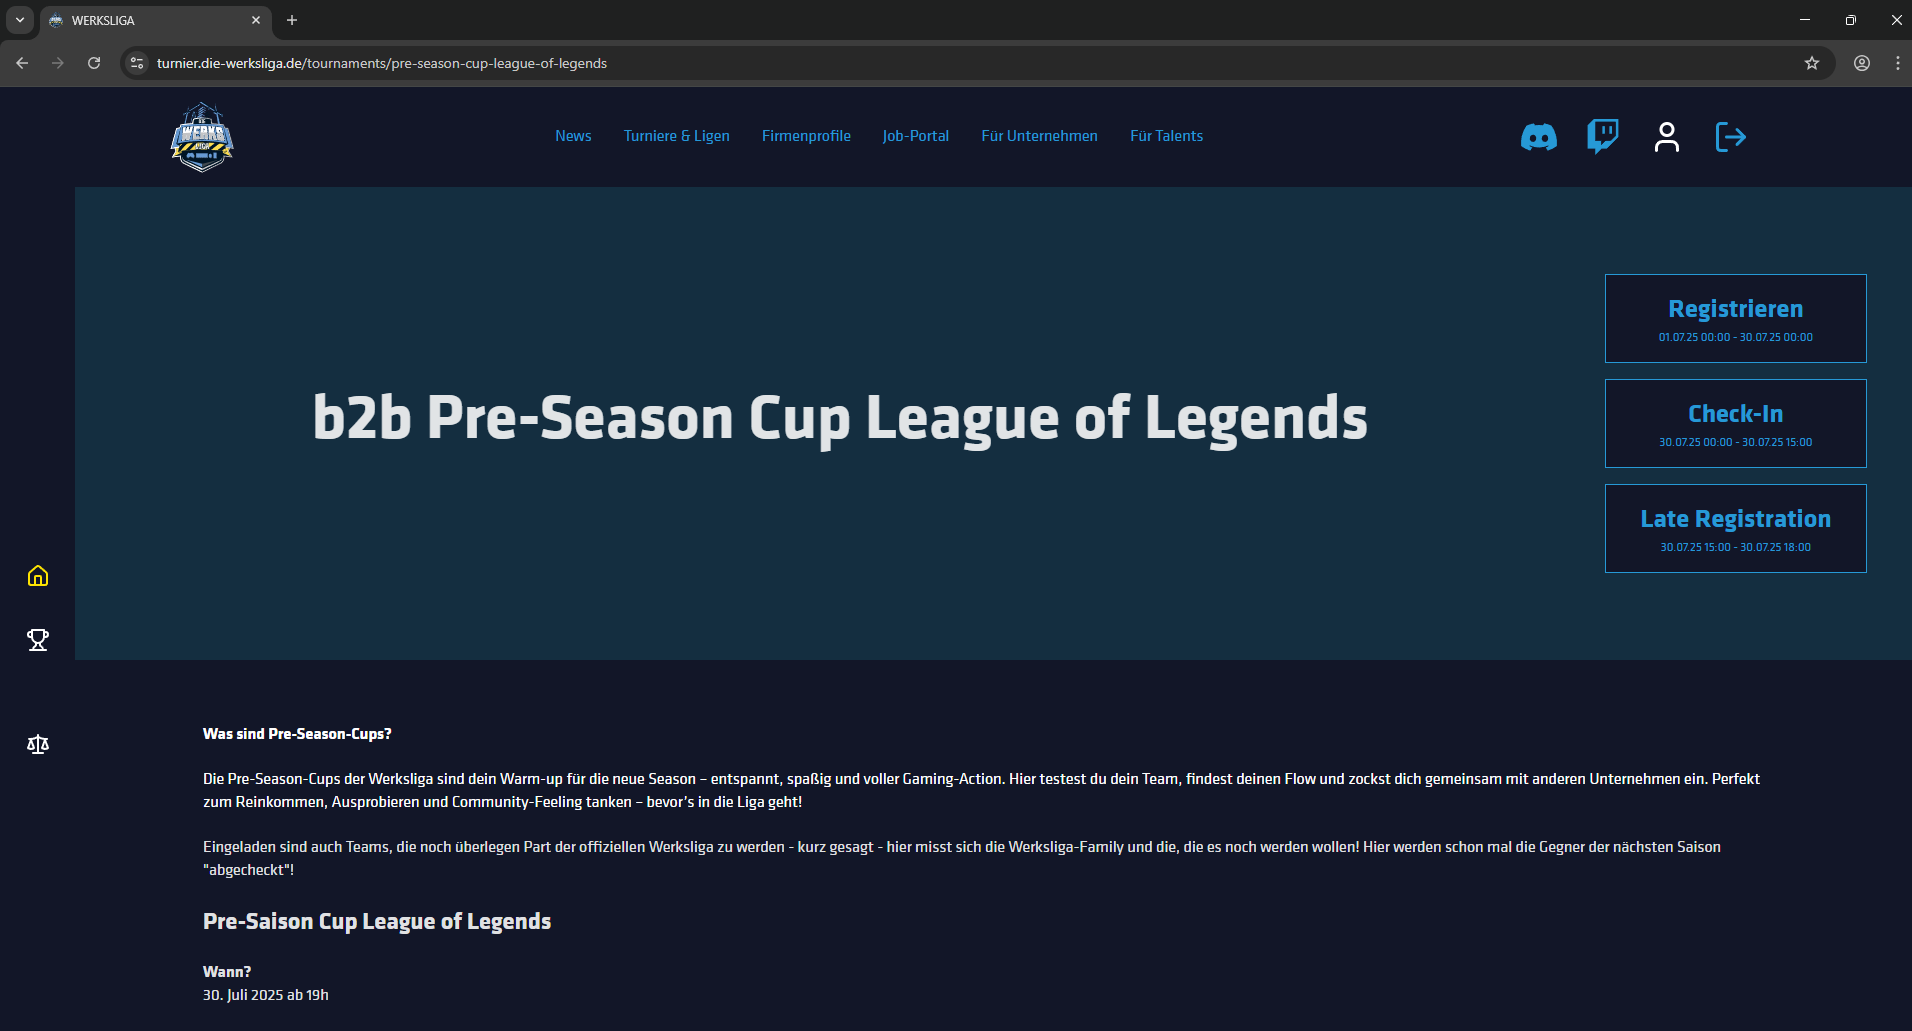 WERKSLIGA
turnier.die-werksliga.de/tournaments/pre-season-cup-league-of-legends
WERKS
News
Turniere & Ligen
Firmenprofile
Job-Portal
Für Unternehmen
Für Talents
b2b Pre-Season Cup League of Legends
Registrieren
01.07.25 00:00 - 30.07.25 00:00
Check-In
30.07.25 00:00 - 30.07.25 15:00
Late Registration
30.07.25 15:00 - 30.07.25 18:00
Was sind Pre-Season-Cups?
Die Pre-Season-Cups der Werksliga sind dein Warm-up für die neue Season – entspannt, spaßig und voller Gaming-Action. Hier testest du dein Team, findest deinen Flow und zockst dich gemeinsam mit anderen Unternehmen ein. Perfekt
zum Reinkommen, Ausprobieren und Community-Feeling tanken – bevor's in die Liga geht!
Eingeladen sind auch Teams, die noch überlegen Part der offiziellen Werksliga zu werden - kurz gesagt - hier misst sich die Werksliga-Family und die, die es noch werden wollen! Hier werden schon mal die Gegner der nächsten Saison
"abgecheckt"!
Pre-Saison Cup League of Legends
Wann?
30. Juli 2025 ab 19h